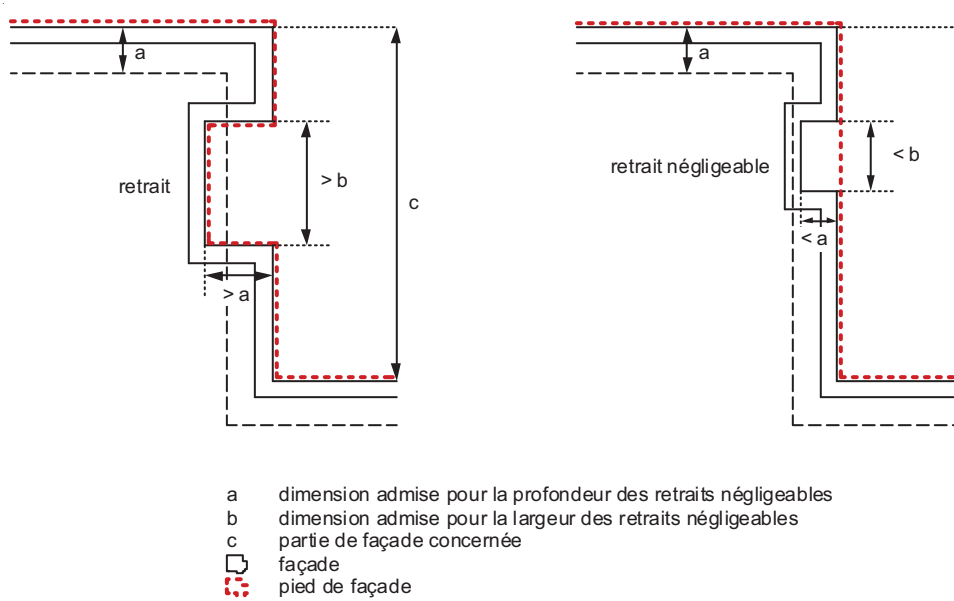 a
retrait
> b
c
> a
a
retrait négligeable
< b
< a
a dimension admise pour la profondeur des retraits négligeables
b dimension admise pour la largeur des retraits négligeables
c partie de façade concernée
façade
pied de façade